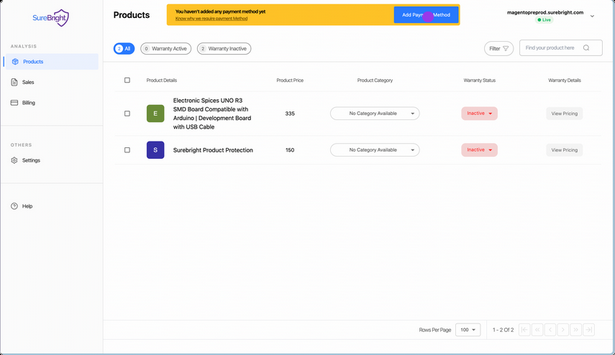 SureBright
Products
You haven't added any payment method yet
Know why we require payment Method
Add Payment Method
magentopreprod.surebright.com
Live
2 All
0 Warranty Active
2 Warranty Inactive
Filter
Find your product here
ANALYSIS
Products
Sales
Billing
OTHERS
Settings
Help
Product Details
Product Price
Product Category
Warranty Status
Warranty Details
E
Electronic Spices UNO R3
SMD Board Compatible with
Arduino | Development Board
with USB Cable
335
No Category Available
Inactive
View Pricing
S
Surebright Product Protection
150
No Category Available
Inactive
View Pricing
Rows Per Page
100
1 - 2 Of 2